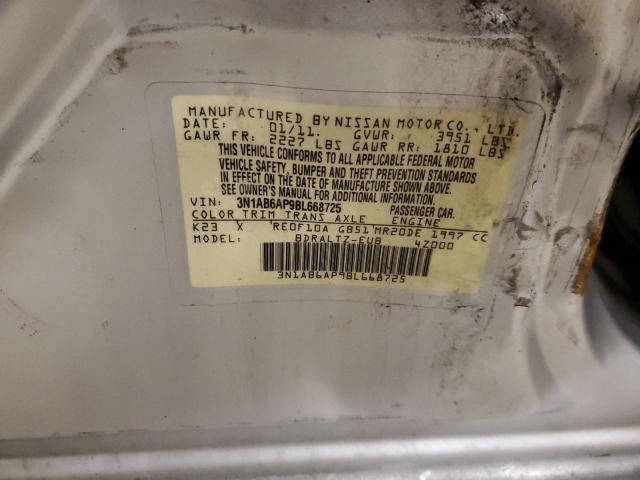 MANUFACTURED BY NISSAN MOTOR CO., LTD.
DATE: 01/11. GVWR: 3951 LBS
GAWR FR: 2227 LBS GAWR RR: 1810 LBS
THIS VEHICLE CONFORMS TO ALL APPLICABLE FEDERAL MOTOR
VEHICLE SAFETY, BUMPER AND THEFT PREVENTION STANDARDS
IN EFFECT ON THE DATE OF MANUFACTURE SHOWN ABOVE.
SEE OWNER'S MANUAL FOR ADDITIONAL INFORMATION.
VIN: 3N1AB6AP9BL668725 PASSENGER CAR.
COLOR TRIM TRANS AXLE ENGINE
K23 X RE0F10A GB51 MR20DE 1997 CC
MODEL: BDRALTZ-EUB 4Z000
3N1AB6AP9BL668725